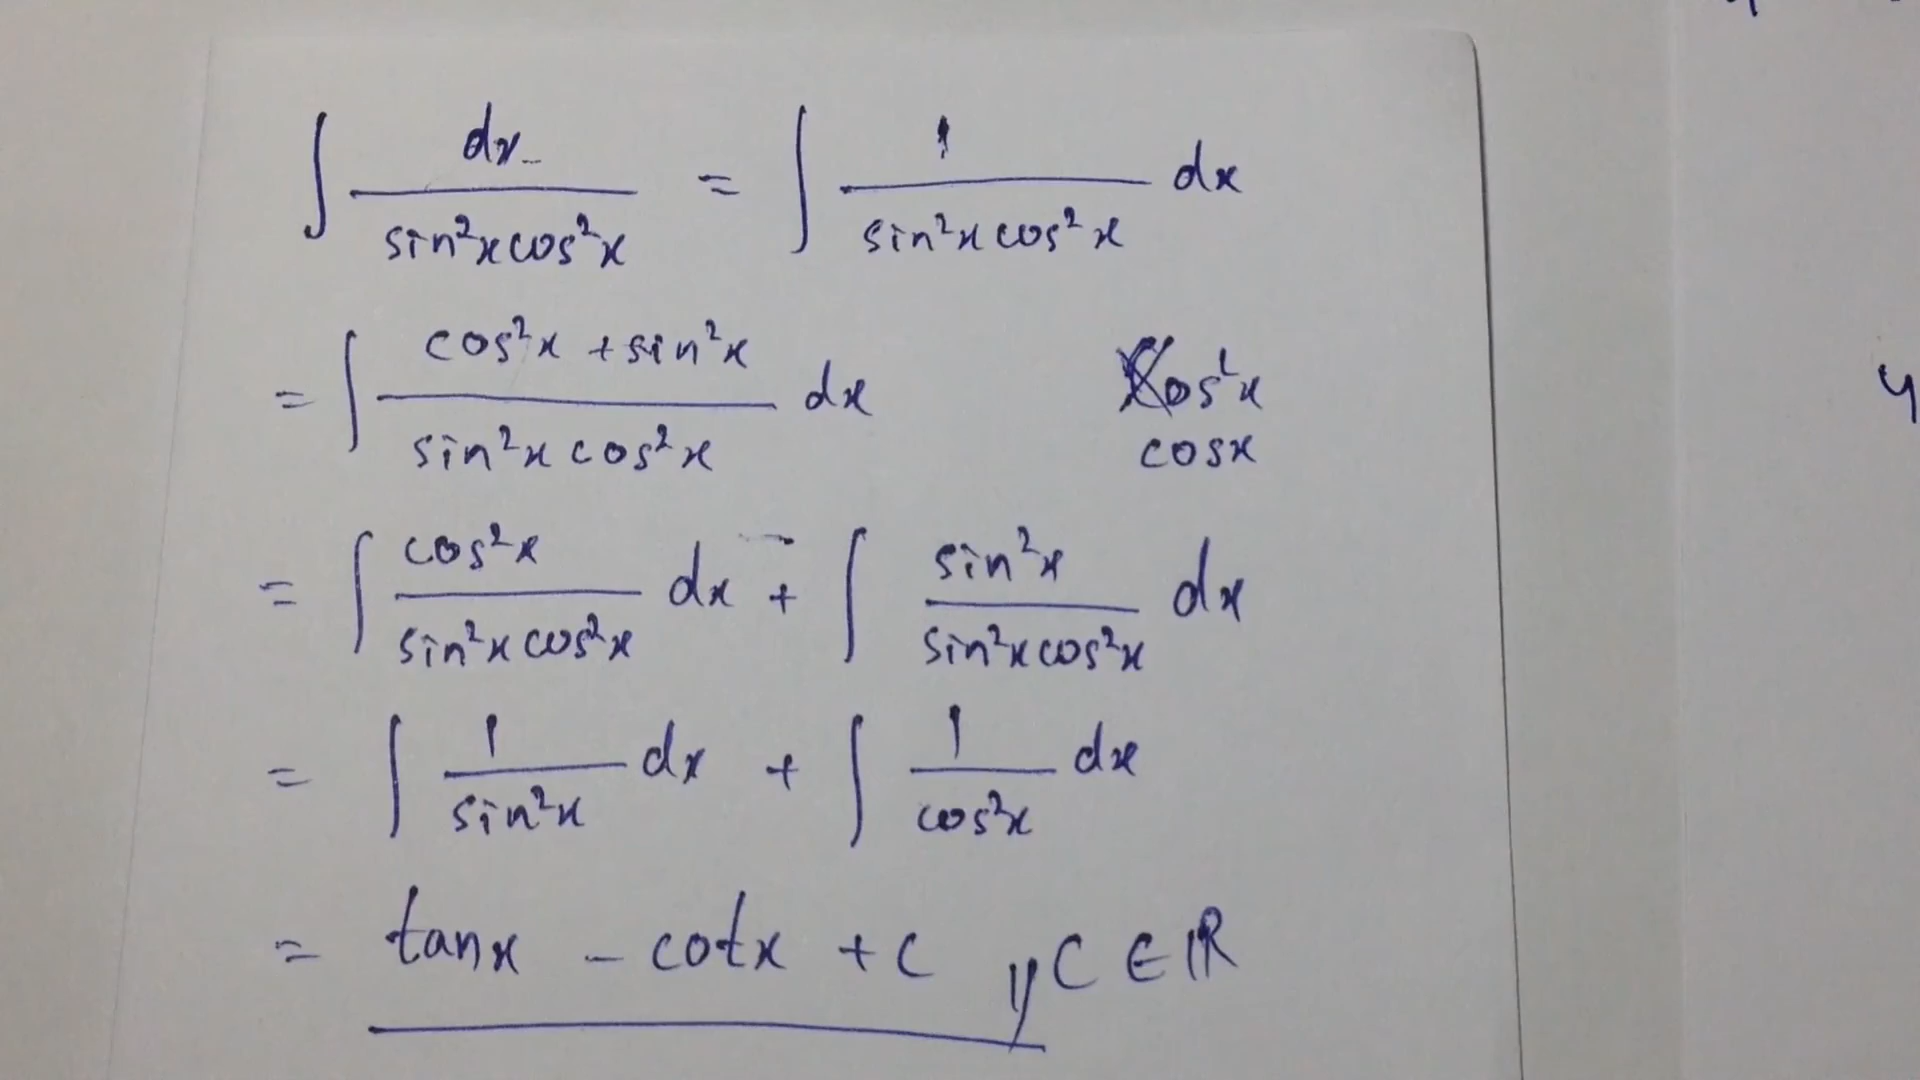 ∫ dx / sin²x cos²x = ∫ 1 / sin²x cos²x dx
= ∫ cos²x + sin²x / sin²x cos²x dx
cosx
= ∫ cos²x / sin²x cos²x dx + ∫ sin²x / sin²x cos²x dx
= ∫ 1 / sin²x dx + ∫ 1 / cos²x dx
= tanx - cotx + c // C ∈ ℝ